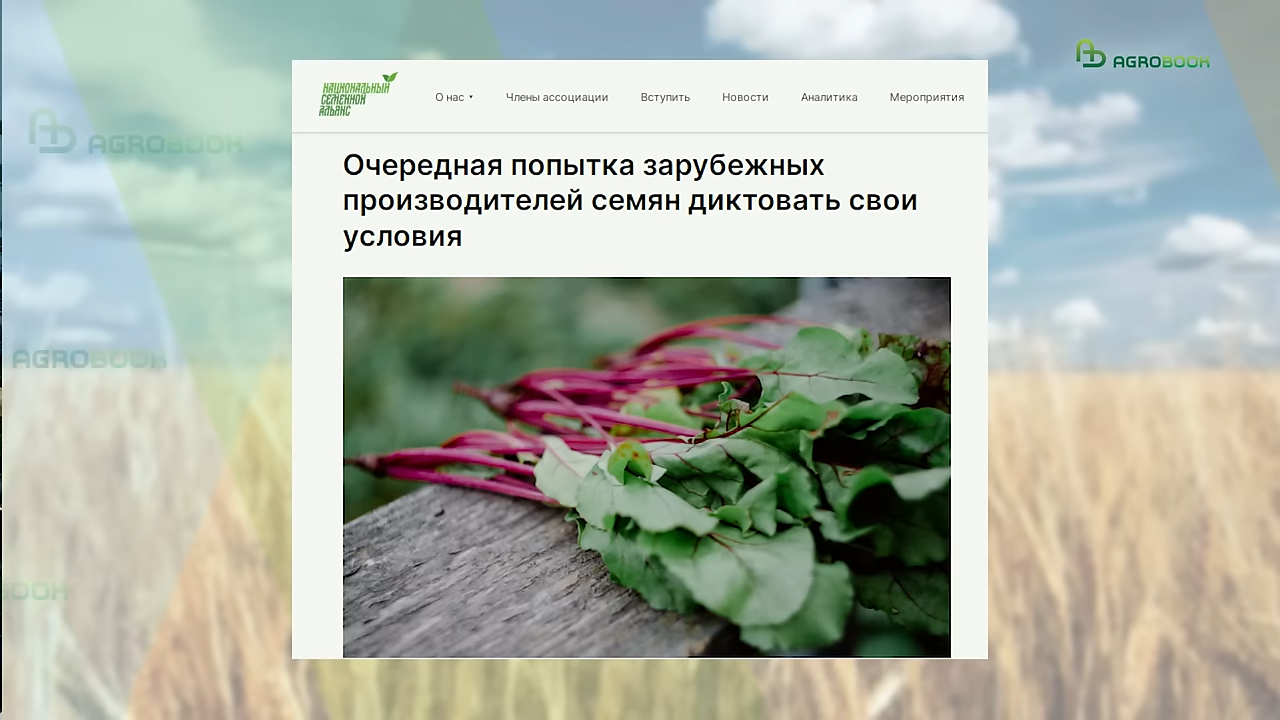 AGROBOOK
НАЦИОНАЛЬНЫЙ
СЕМЕННОЙ
АЛЬЯНС
О нас
Члены ассоциации
Вступить
Новости
Аналитика
Мероприятия
AGROBOOK
Очередная попытка зарубежных
производителей семян диктовать свои
условия
AGROBOOK
BOOK